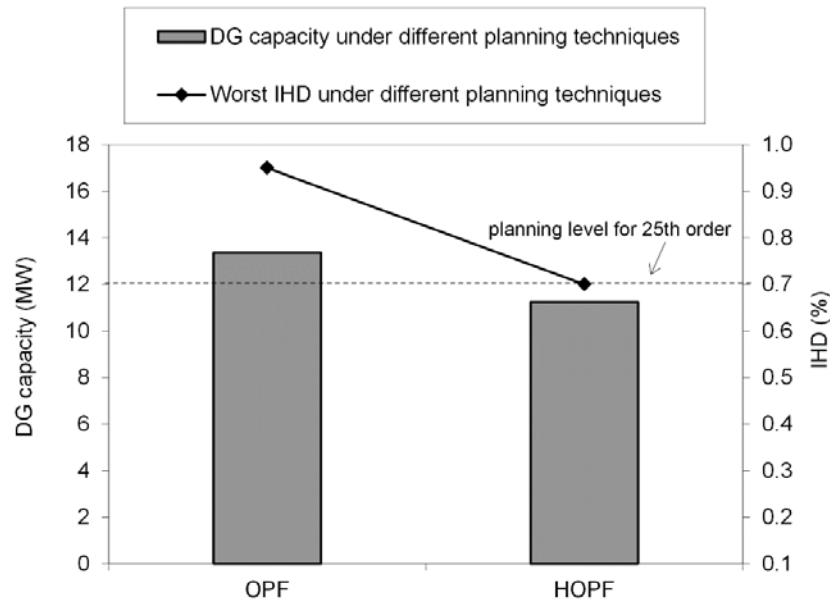 DG capacity under different planning techniques
Worst IHD under different planning techniques
18
16
14
12
10
8
6
4
2
0
DG capacity (MW)
1.0
0.9
0.8
0.7
0.6
0.5
0.4
0.3
0.2
0.1
IHD (%)
planning level for 25th order
OPF
HOPF